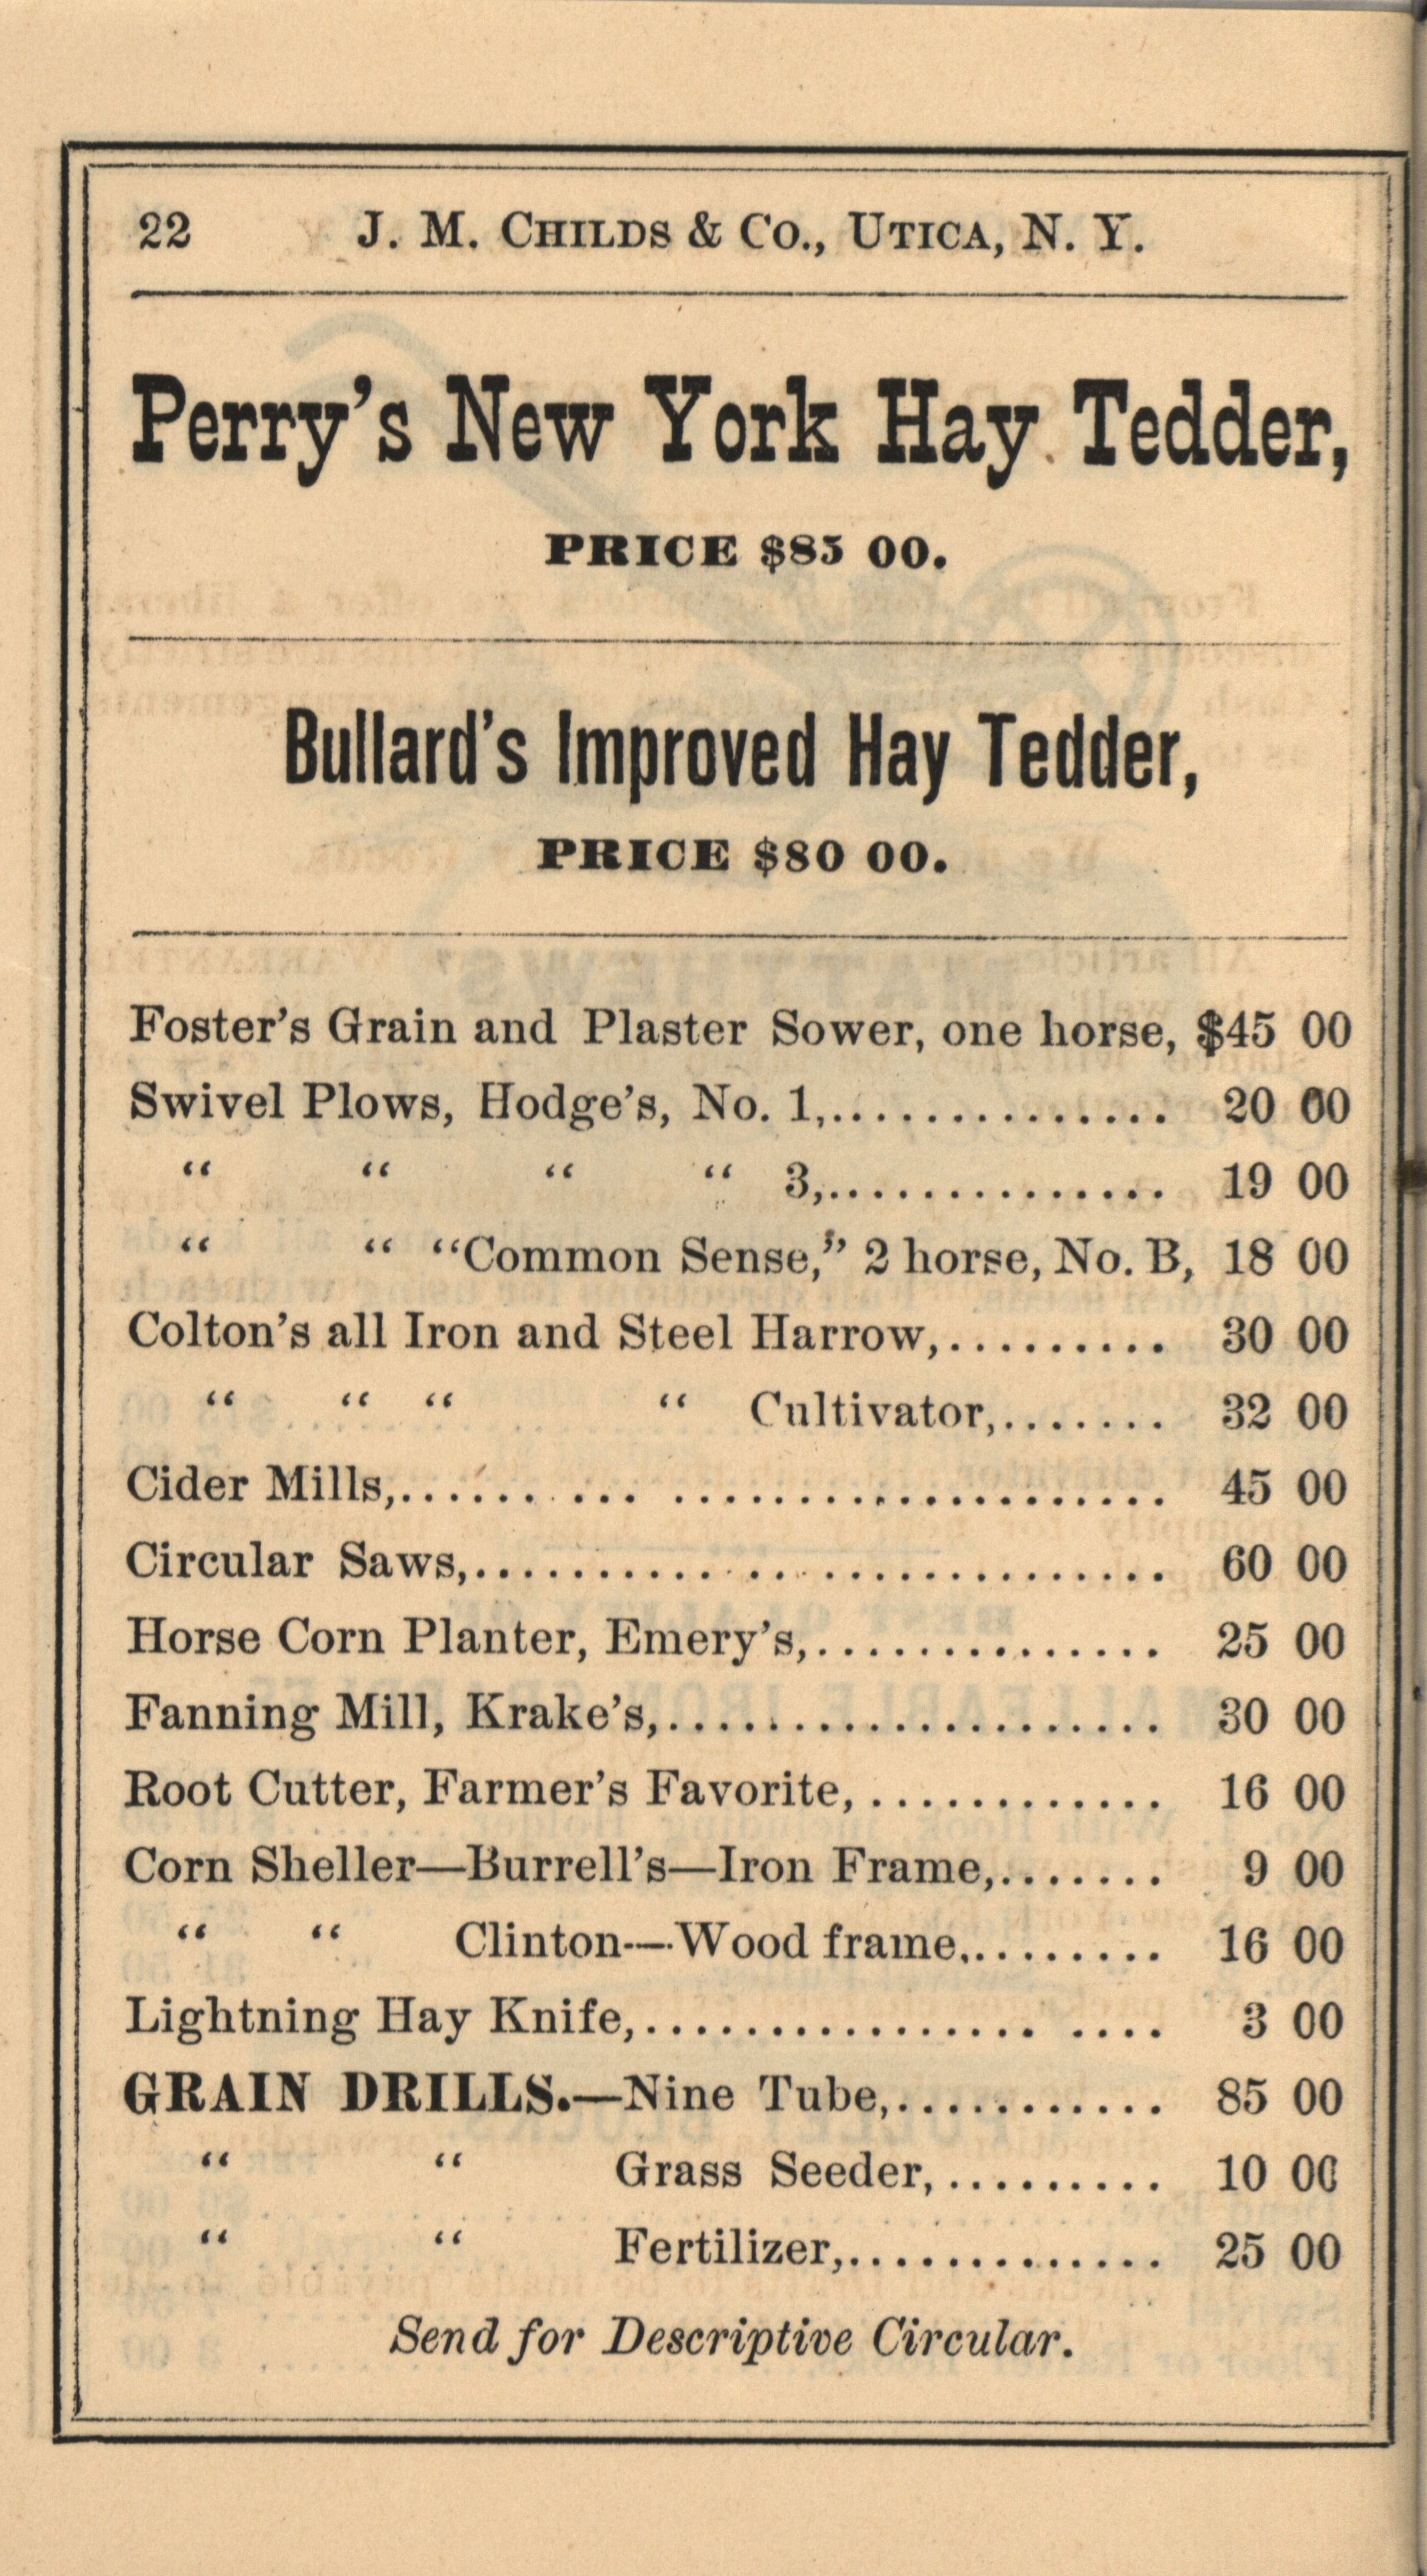 22 J. M. CHILDS & CO., UTICA, N. Y.
Perry's New York Hay Tedder,
PRICE $85 00.
Bullard's Improved Hay Tedder,
PRICE $80 00.
Foster's Grain and Plaster Sower, one horse, $45 00
Swivel Plows, Hodge's, No. 1,.............. 20 00
“ “ “ “ 3,.............. 19 00
“ “ “Common Sense,” 2 horse, No. B, 18 00
Colton's all Iron and Steel Harrow,......... 30 00
“ “ “ “ Cultivator,....... 32 00
Cider Mills,...... ... .................... 45 00
Circular Saws,............................ 60 00
Horse Corn Planter, Emery's,.............. 25 00
Fanning Mill, Krake's,.................... 30 00
Root Cutter, Farmer's Favorite,............ 16 00
Corn Sheller—Burrell's—Iron Frame,....... 9 00
“ “ Clinton—Wood frame,........ 16 00
Lightning Hay Knife,................ .... 3 00
GRAIN DRILLS.—Nine Tube,........... 85 00
“ “ Grass Seeder,......... 10 00
“ “ Fertilizer,............. 25 00
Send for Descriptive Circular.